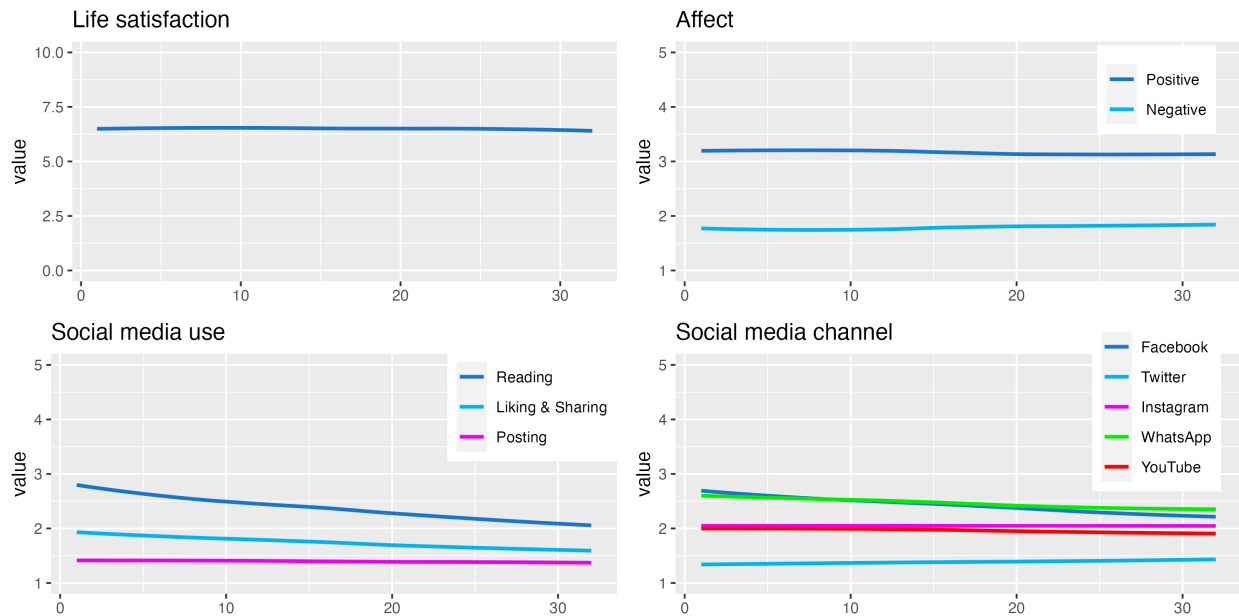 Life satisfaction
value
10.0
7.5
5.0
2.5
0.0
0
10
20
30
Affect
value
5
4
3
2
1
0
10
20
30
Positive
Negative
Social media use
value
5
4
3
2
1
0
10
20
30
Reading
Liking & Sharing
Posting
Social media channel
value
5
4
3
2
1
0
10
20
30
Facebook
Twitter
Instagram
WhatsApp
YouTube